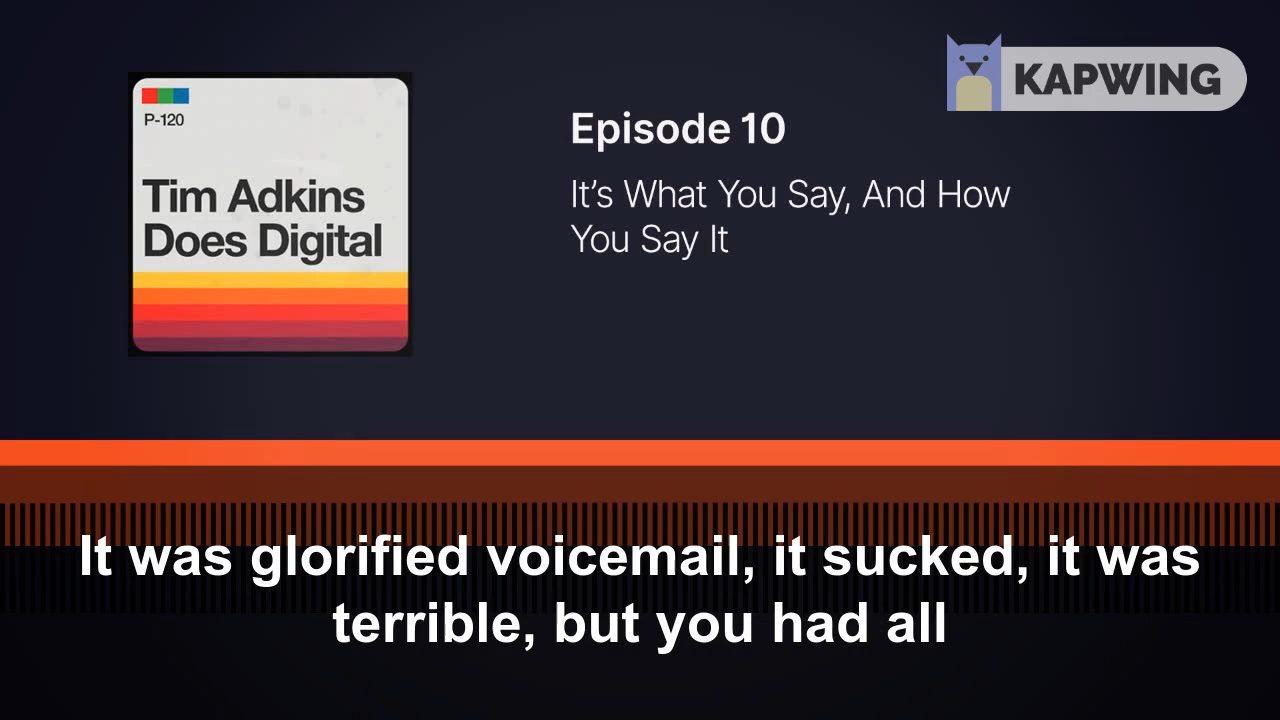 P-120
Tim Adkins
Does Digital
KAPWING
Episode 10
It’s What You Say, And How
You Say It
It was glorified voicemail, it sucked, it was
terrible, but you had all